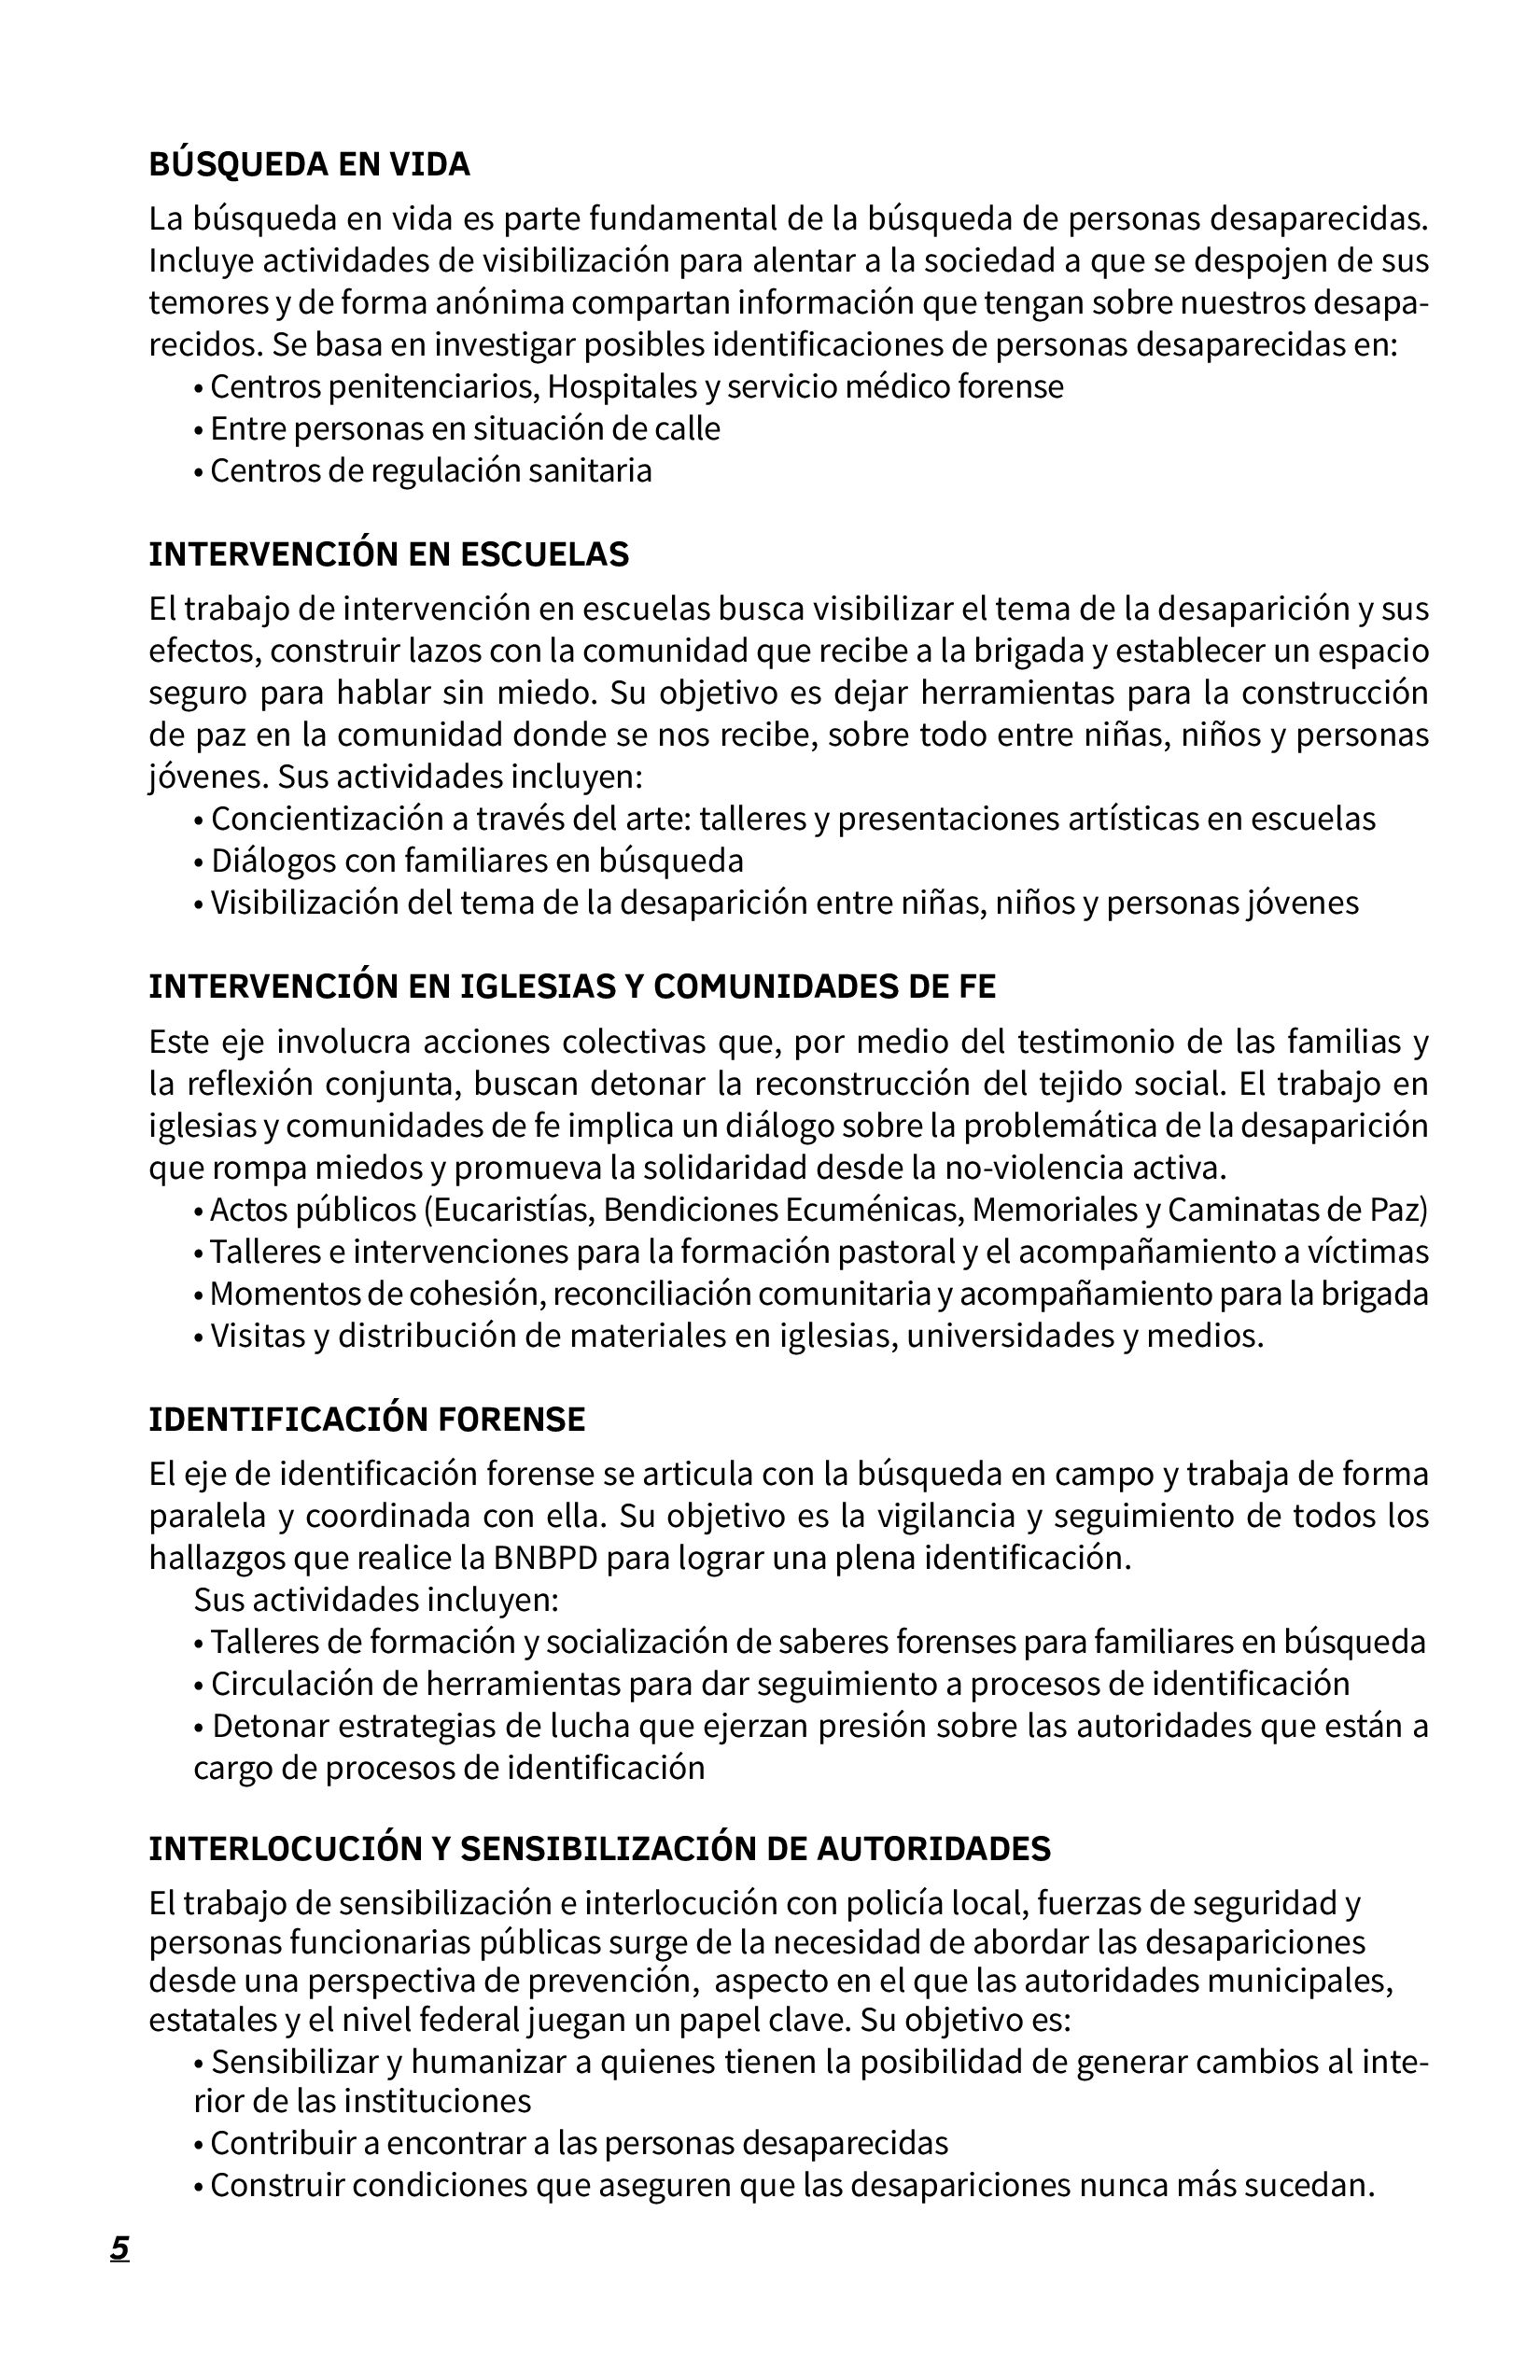 BÚSQUEDA EN VIDA
La búsqueda en vida es parte fundamental de la búsqueda de personas desaparecidas.
Incluye actividades de visibilización para alentar a la sociedad a que se despojen de sus
temores y de forma anónima compartan información que tengan sobre nuestros desapa-
recidos. Se basa en investigar posibles identificaciones de personas desaparecidas en:
• Centros penitenciarios, Hospitales y servicio médico forense
• Entre personas en situación de calle
• Centros de regulación sanitaria
INTERVENCIÓN EN ESCUELAS
El trabajo de intervención en escuelas busca visibilizar el tema de la desaparición y sus
efectos, construir lazos con la comunidad que recibe a la brigada y establecer un espacio
seguro para hablar sin miedo. Su objetivo es dejar herramientas para la construcción
de paz en la comunidad donde se nos recibe, sobre todo entre niñas, niños y personas
jóvenes. Sus actividades incluyen:
• Concientización a través del arte: talleres y presentaciones artísticas en escuelas
• Diálogos con familiares en búsqueda
• Visibilización del tema de la desaparición entre niñas, niños y personas jóvenes
INTERVENCIÓN EN IGLESIAS Y COMUNIDADES DE FE
Este eje involucra acciones colectivas que, por medio del testimonio de las familias y
la reflexión conjunta, buscan detonar la reconstrucción del tejido social. El trabajo en
iglesias y comunidades de fe implica un diálogo sobre la problemática de la desaparición
que rompa miedos y promueva la solidaridad desde la no-violencia activa.
• Actos públicos (Eucaristías, Bendiciones Ecuménicas, Memoriales y Caminatas de Paz)
• Talleres e intervenciones para la formación pastoral y el acompañamiento a víctimas
• Momentos de cohesión, reconciliación comunitaria y acompañamiento para la brigada
• Visitas y distribución de materiales en iglesias, universidades y medios.
IDENTIFICACIÓN FORENSE
El eje de identificación forense se articula con la búsqueda en campo y trabaja de forma
paralela y coordinada con ella. Su objetivo es la vigilancia y seguimiento de todos los
hallazgos que realice la BNBPD para lograr una plena identificación.
Sus actividades incluyen:
• Talleres de formación y socialización de saberes forenses para familiares en búsqueda
• Circulación de herramientas para dar seguimiento a procesos de identificación
• Detonar estrategias de lucha que ejerzan presión sobre las autoridades que están a
cargo de procesos de identificación
INTERLOCUCIÓN Y SENSIBILIZACIÓN DE AUTORIDADES
El trabajo de sensibilización e interlocución con policía local, fuerzas de seguridad y
personas funcionarias públicas surge de la necesidad de abordar las desapariciones
desde una perspectiva de prevención,  aspecto en el que las autoridades municipales,
estatales y el nivel federal juegan un papel clave. Su objetivo es:
• Sensibilizar y humanizar a quienes tienen la posibilidad de generar cambios al inte-
rior de las instituciones
• Contribuir a encontrar a las personas desaparecidas
• Construir condiciones que aseguren que las desapariciones nunca más sucedan.
5